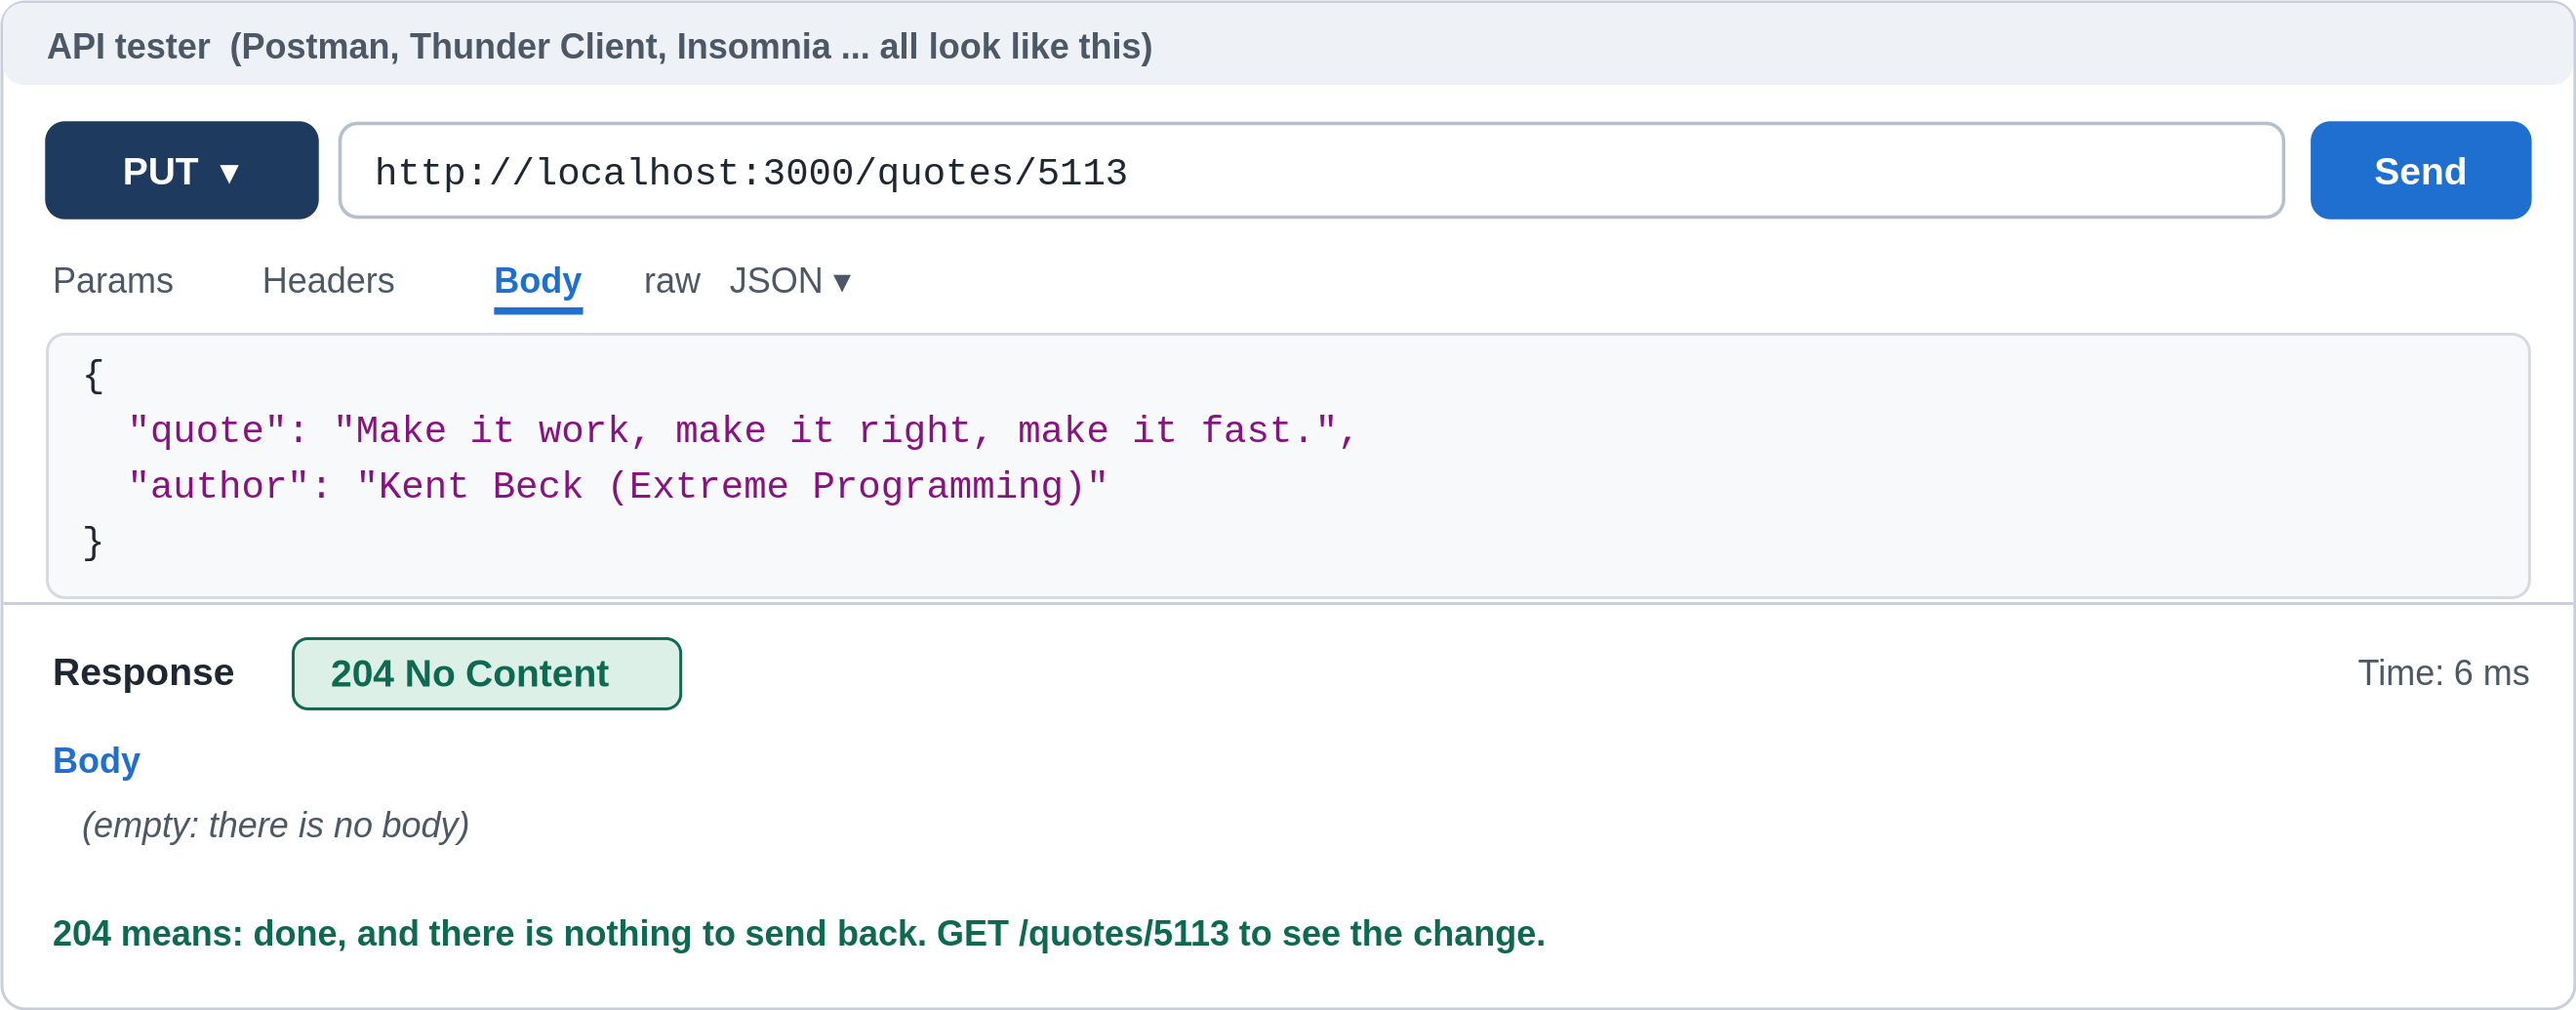 API tester  (Postman, Thunder Client, Insomnia ... all look like this)
PUT ▼ http://localhost:3000/quotes/5113 Send
Params Headers Body raw JSON ▾
{
  "quote": "Make it work, make it right, make it fast.",
  "author": "Kent Beck (Extreme Programming)"
}
Response 204 No Content Time: 6 ms
Body
(empty: there is no body)
204 means: done, and there is nothing to send back. GET /quotes/5113 to see the change.